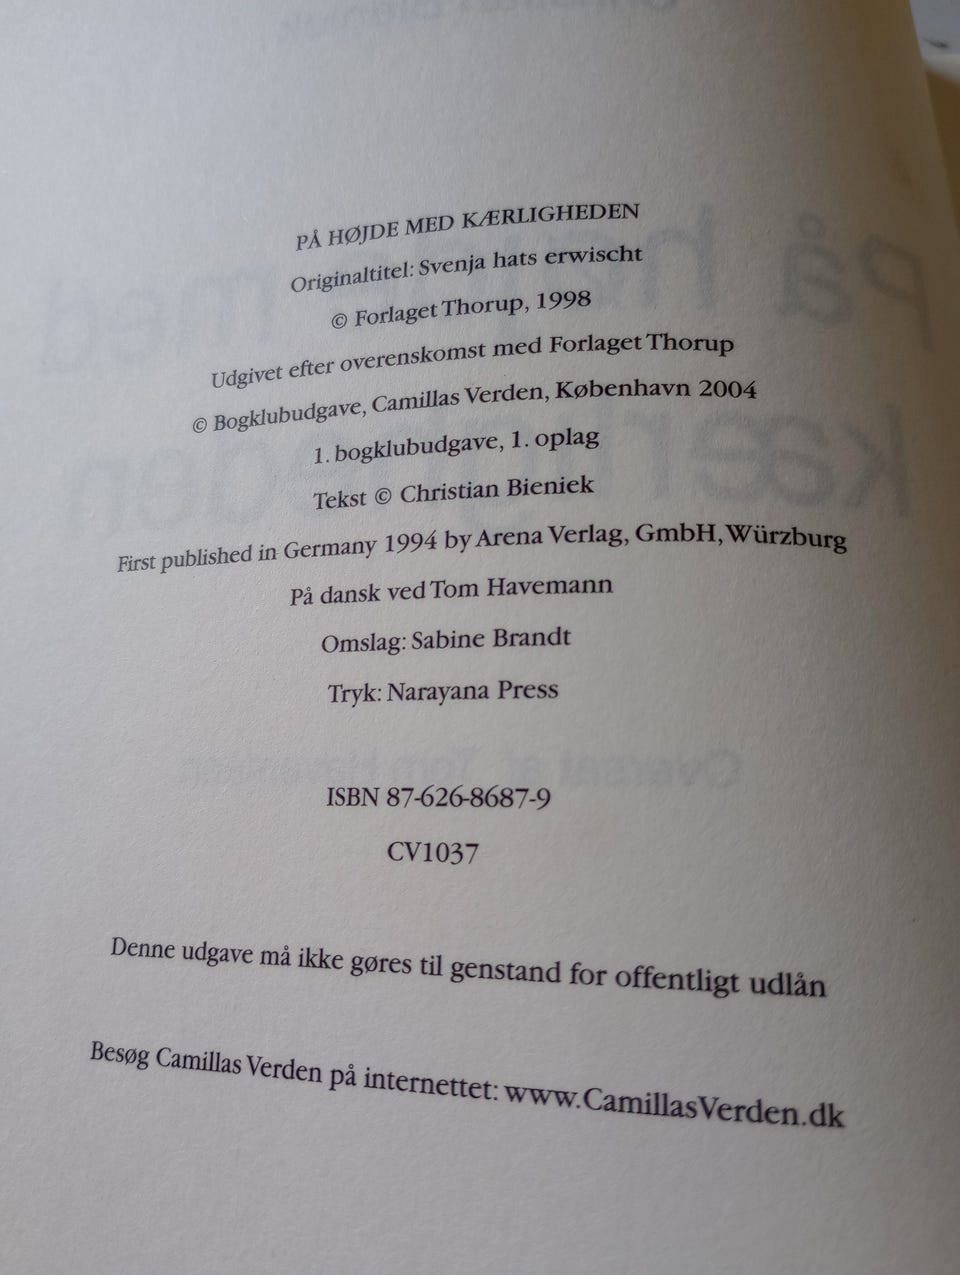 PÅ HØJDE MED KÆRLIGHEDEN
Originaltitel: Svenja hats erwischt
© Forlaget Thorup, 1998
Udgivet efter overenskomst med Forlaget Thorup
© Bogklubudgave, Camillas Verden, København 2004
1. bogklubudgave, 1. oplag
Tekst © Christian Bieniek
First published in Germany 1994 by Arena Verlag, GmbH, Würzburg
På dansk ved Tom Havemann
Omslag: Sabine Brandt
Tryk: Narayana Press
ISBN 87-626-8687-9
CV1037
Denne udgave må ikke gøres til genstand for offentligt udlån
Besøg Camillas Verden på internettet: www.CamillasVerden.dk